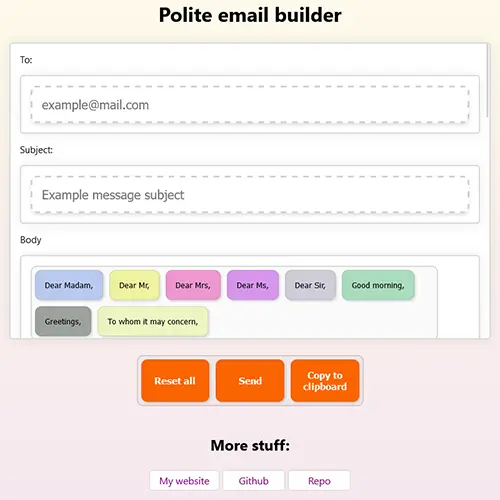 Polite email builder
To:
example@mail.com
Subject:
Example message subject
Body
Dear Madam, Dear Mr, Dear Mrs, Dear Ms, Dear Sir, Good morning,
Greetings, To whom it may concern,
Reset all Send Copy to
clipboard
More stuff:
My website Github Repo